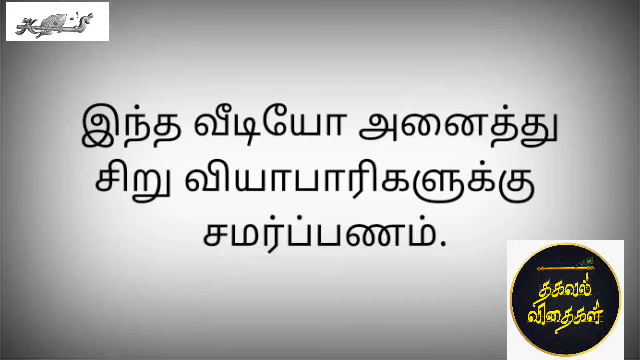 இந்த வீடியோ அனைத்து
சிறு வியாபாரிகளுக்கு
சமர்ப்பணம்.
தகவல்
விதைகள்